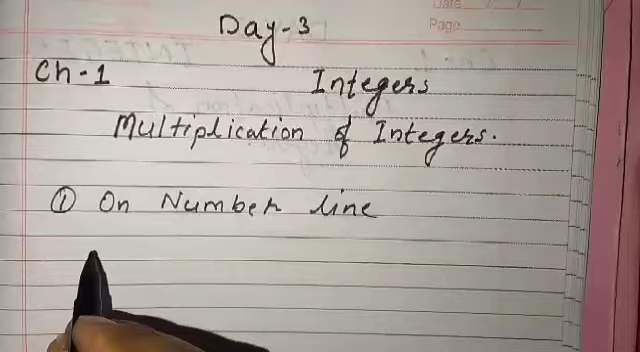 Date / /
Page
Day-3
Ch-1 Integers
Multiplication of Integers.
① On Number line